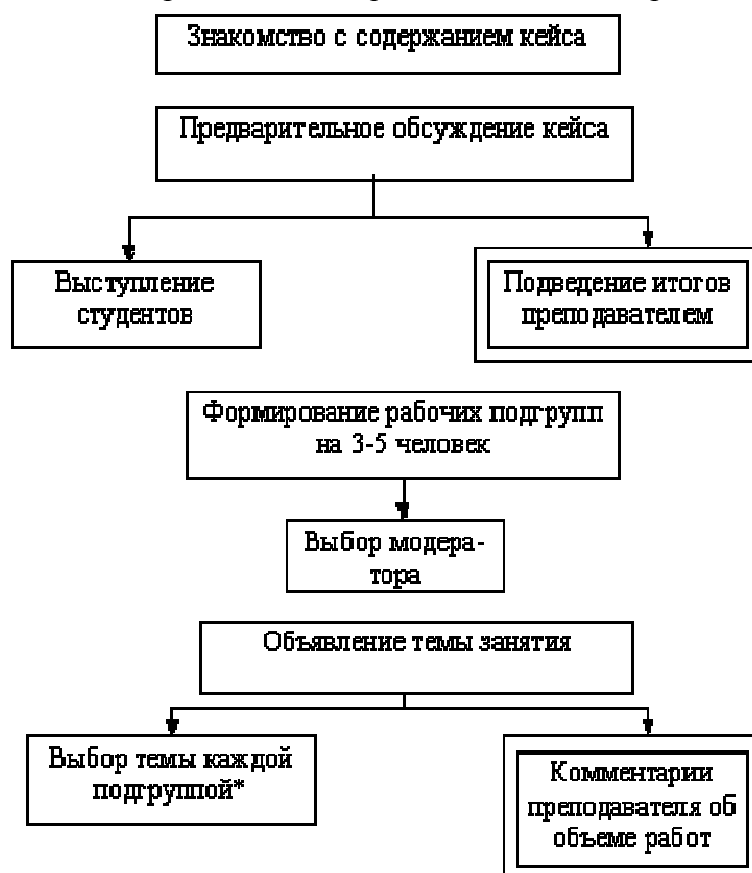 Знакомство с содержанием кейса
Предварительное обсуждение кейса
Выступление
студентов
Подведение итогов
преподавателем
Формирование рабочих подгрупп
на 3-5 человек
Выбор модера-
тора
Объявление темы занятия
Выбор темы каждой
подгруппой*
Комментарии
преподавателя об
объеме работ